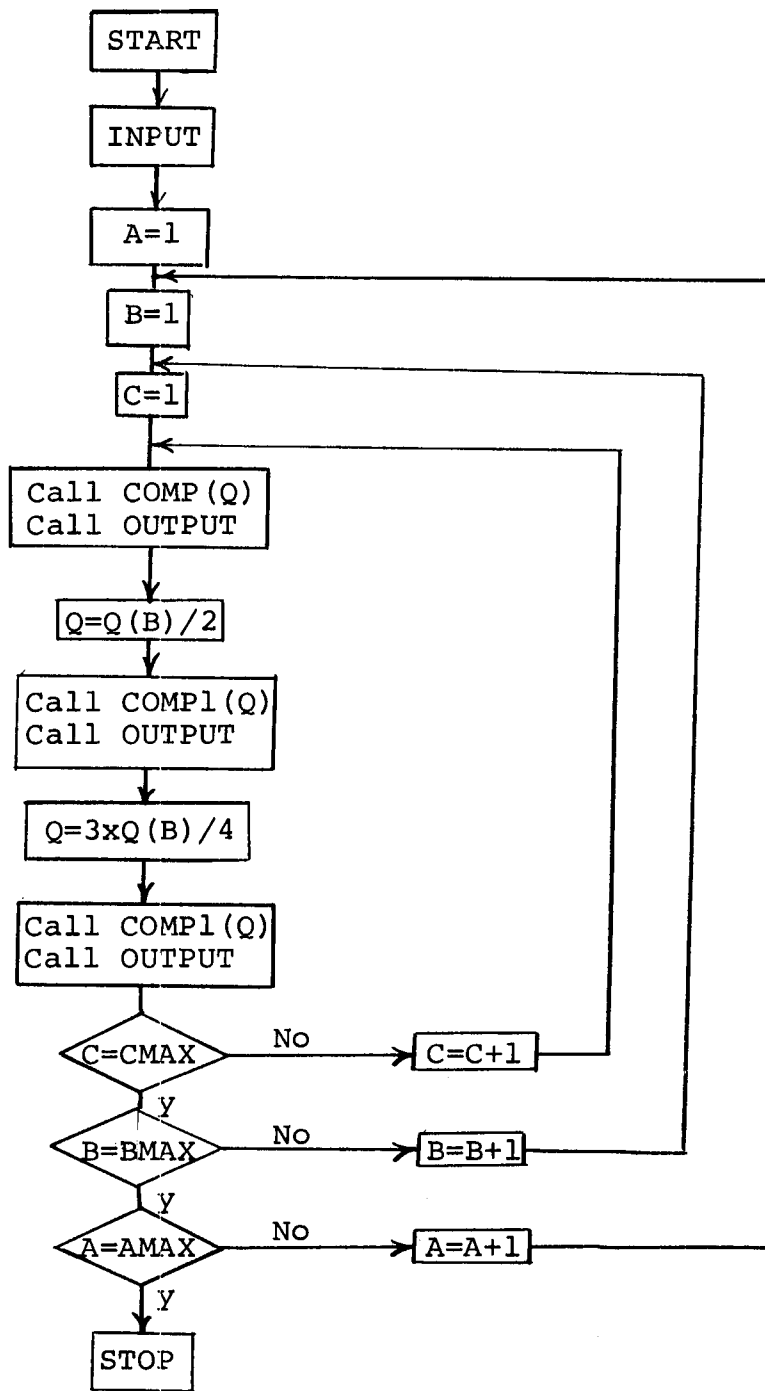 START
INPUT
A=1
B=1
C=1
Call COMP(Q)
Call OUTPUT
Q=Q(B)/2
Call COMP1(Q)
Call OUTPUT
Q=3xQ(B)/4
Call COMP1(Q)
Call OUTPUT
C=CMAX
No
C=C+1
y
B=BMAX
No
B=B+1
y
A=AMAX
No
A=A+1
y
STOP